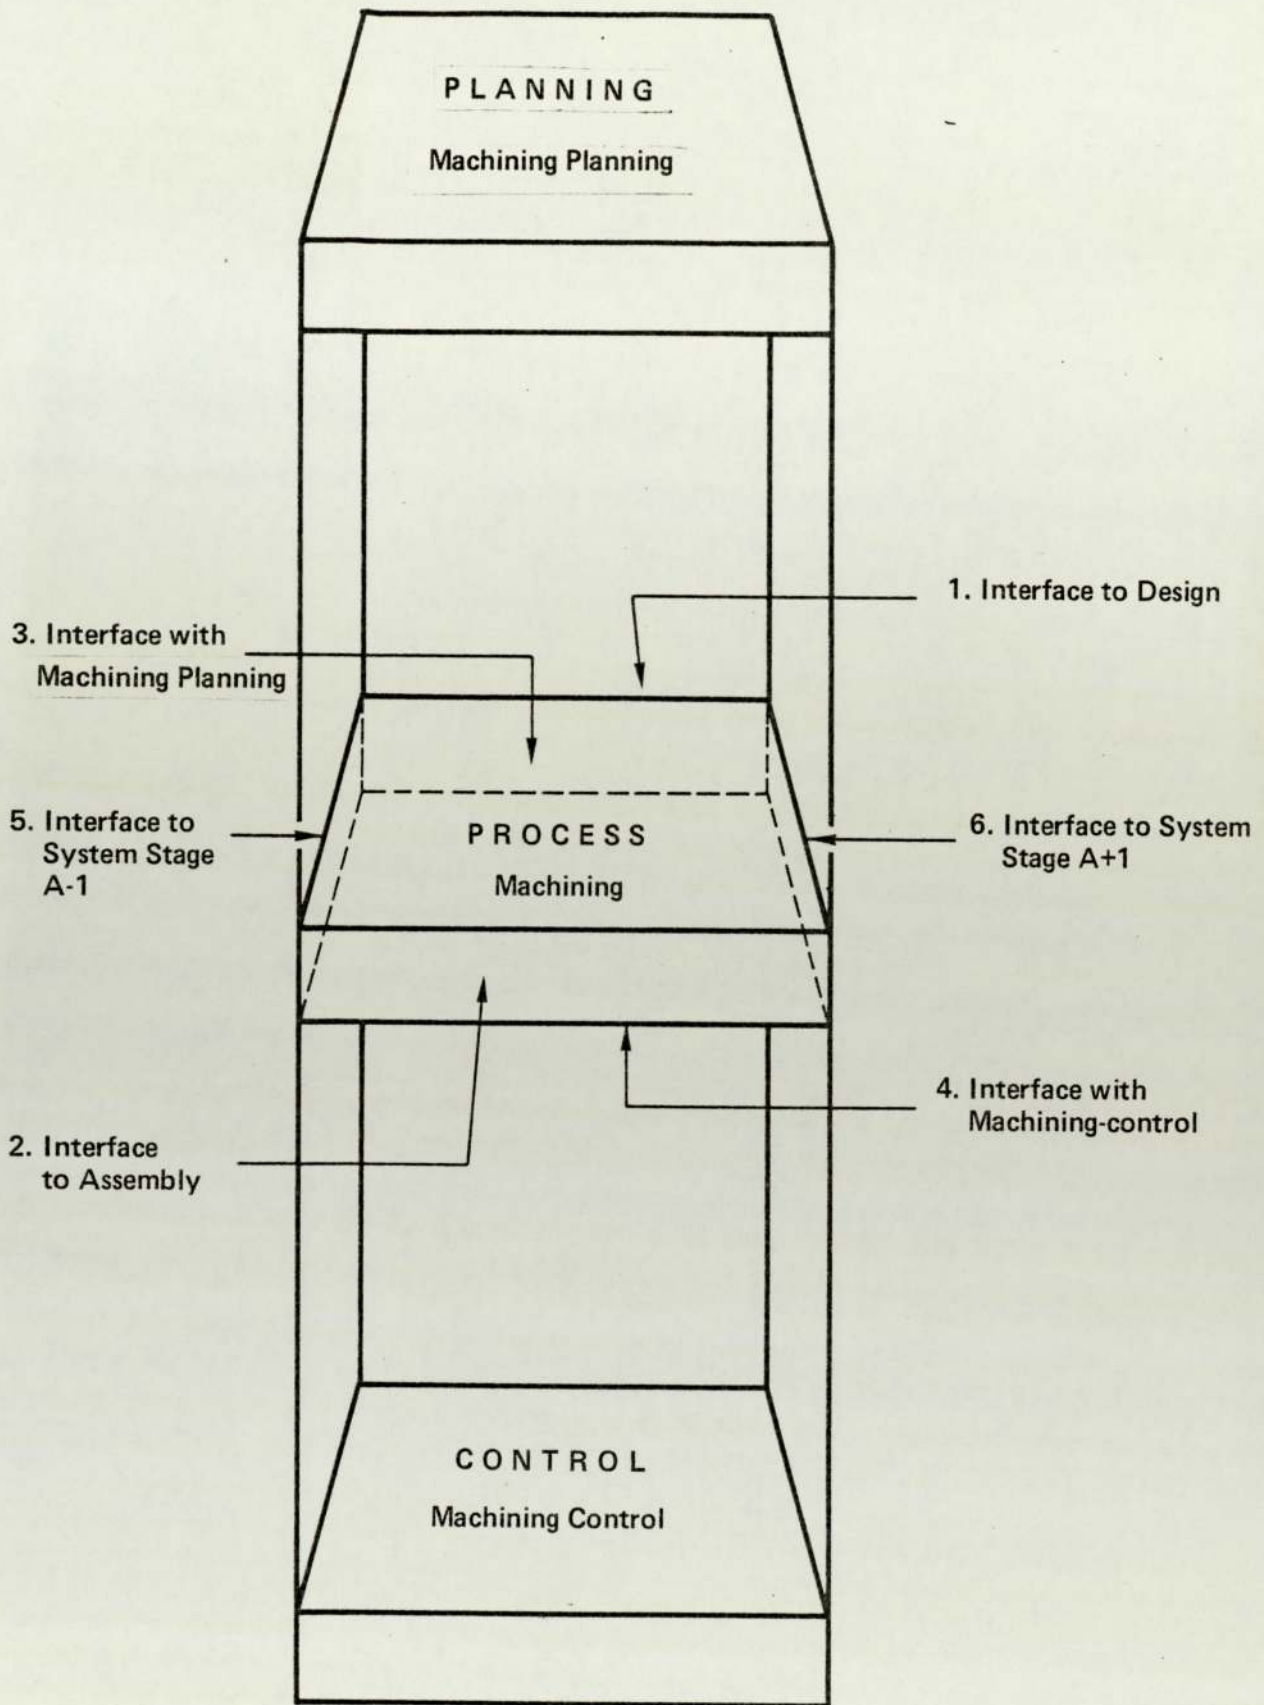 PLANNING
Machining Planning
1. Interface to Design
3. Interface with
Machining Planning
5. Interface to
System Stage
A-1
PROCESS
Machining
6. Interface to System
Stage A+1
4. Interface with
Machining-control
2. Interface
to Assembly
CONTROL
Machining Control